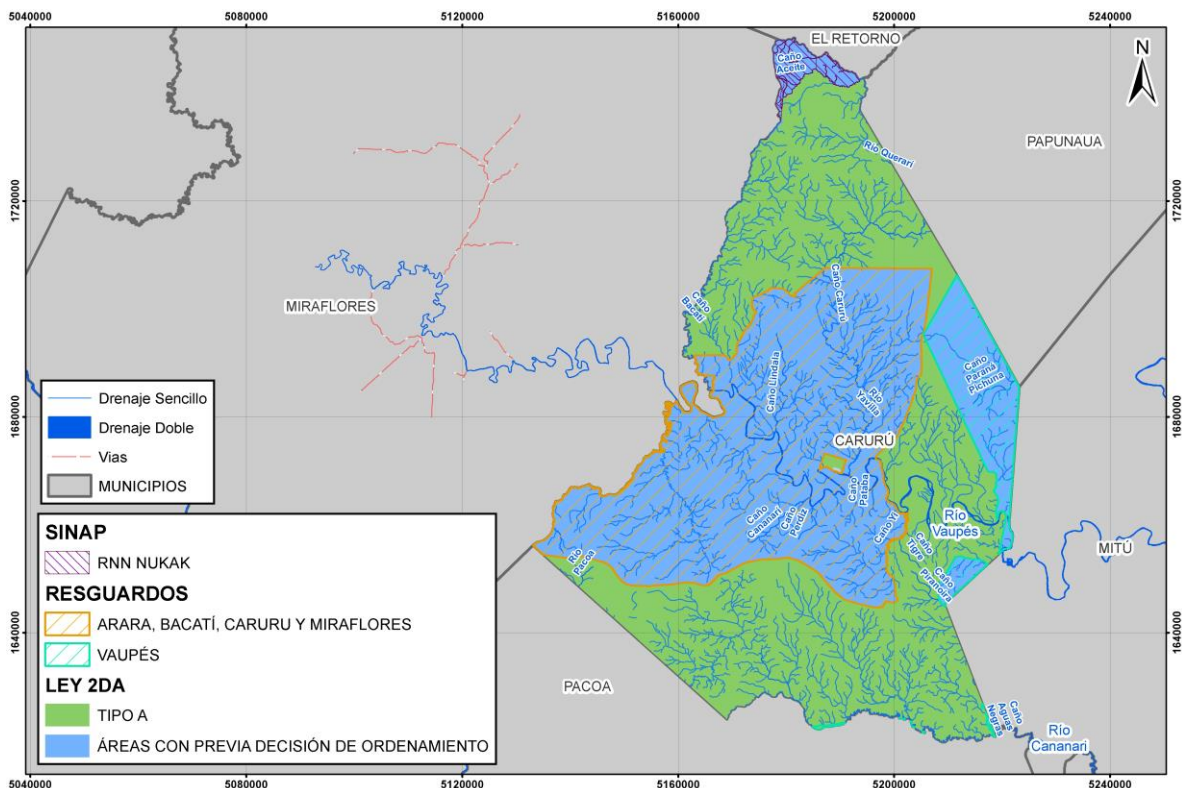 5040000 5080000 5120000 5160000 5200000 5240000
EL RETORNO
N
Caño
Aceite
PAPUNAUA
Río Querarí
1720000 1720000
Caño
Bacatí
Caño Carurú
MIRAFLORES
Caño
Paraná
Pichuna
Caño Lindala
Río
Yavilla
1680000 1680000
CARURÚ
Caño
Pataba
Caño
Cananarí
Caño
Perdiz
Caño Yi
Río
Vaupés
MITÚ
Río
Pacoa
Caño
Tigre
Caño
Piranoira
1640000 1640000
PACOA
Caño
Aguas
Negras
Río
Cananarí
Drenaje Sencillo
Drenaje Doble
Vias
MUNICIPIOS
SINAP
RNN NUKAK
RESGUARDOS
ARARA, BACATÍ, CARURU Y MIRAFLORES
VAUPÉS
LEY 2DA
TIPO A
ÁREAS CON PREVIA DECISIÓN DE ORDENAMIENTO
5040000 5080000 5120000 5160000 5200000 5240000